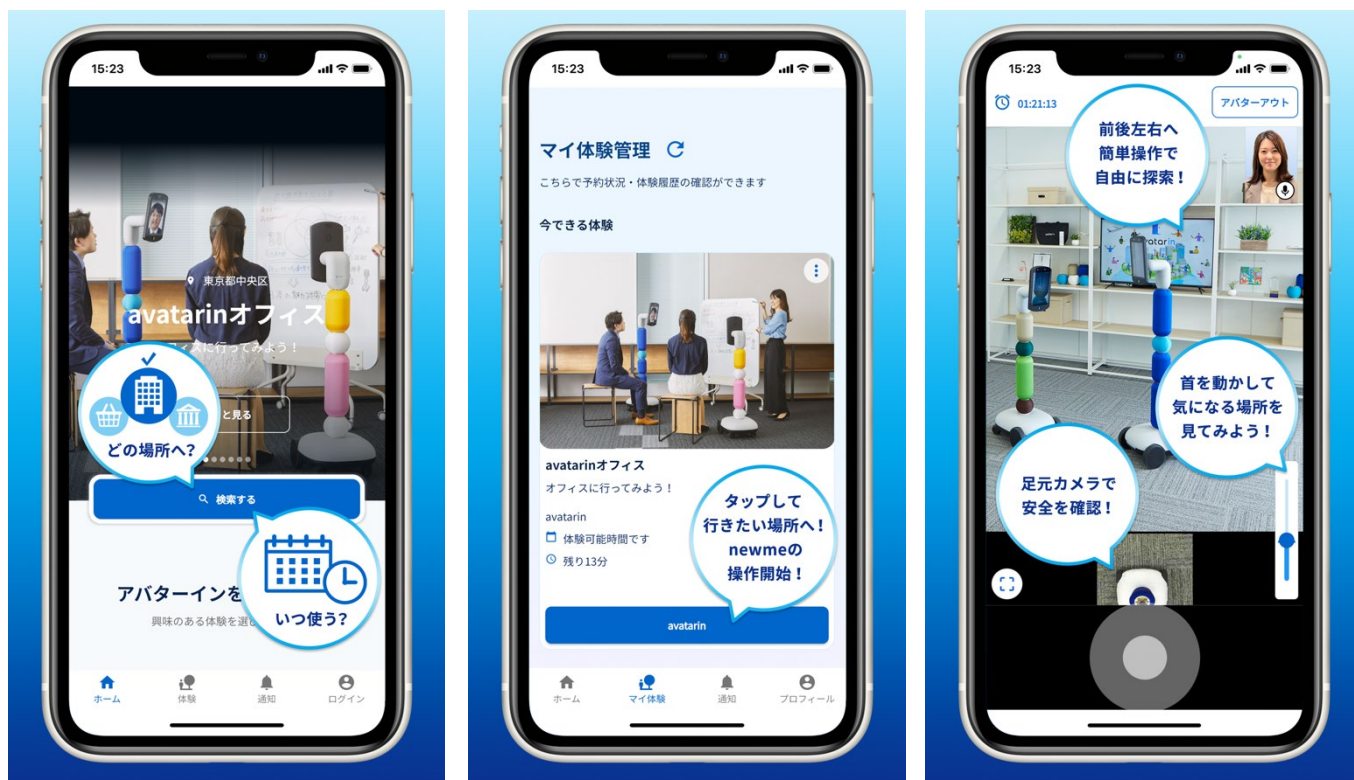 15:23
東京都中央区
avatarinオフィス
ィスに行ってみよう！
と見る
どの場所へ?
検索する
いつ使う?
アバターインを
興味のある体験を選
ホーム
体験
通知
ログイン
15:23
マイ体験管理
こちらで予約状況・体験履歴の確認ができます
今できる体験
avatarinオフィス
オフィスに行ってみよう！
avatarin
体験可能時間です
残り13分
タップして
行きたい場所へ！
newmeの
操作開始！
avatarin
ホーム
マイ体験
通知
プロフィール
15:23
01:21:13
アバターアウト
前後左右へ
簡単操作で
自由に探索！
首を動かして
気になる場所を
見てみよう！
足元カメラで
安全を確認！